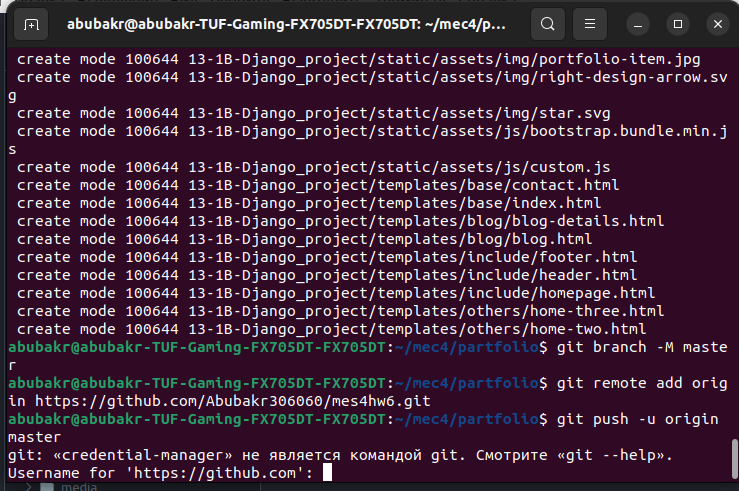 abubakr@abubakr-TUF-Gaming-FX705DT-FX705DT: ~/mec4/p…
create mode 100644 13-1B-Django_project/static/assets/img/portfolio-item.jpg
create mode 100644 13-1B-Django_project/static/assets/img/right-design-arrow.sv
g
create mode 100644 13-1B-Django_project/static/assets/img/star.svg
create mode 100644 13-1B-Django_project/static/assets/js/bootstrap.bundle.min.j
s
create mode 100644 13-1B-Django_project/static/assets/js/custom.js
create mode 100644 13-1B-Django_project/templates/base/contact.html
create mode 100644 13-1B-Django_project/templates/base/index.html
create mode 100644 13-1B-Django_project/templates/blog/blog-details.html
create mode 100644 13-1B-Django_project/templates/blog/blog.html
create mode 100644 13-1B-Django_project/templates/include/footer.html
create mode 100644 13-1B-Django_project/templates/include/header.html
create mode 100644 13-1B-Django_project/templates/include/homepage.html
create mode 100644 13-1B-Django_project/templates/others/home-three.html
create mode 100644 13-1B-Django_project/templates/others/home-two.html
abubakr@abubakr-TUF-Gaming-FX705DT-FX705DT:~/mec4/partfolio$ git branch -M maste
r
abubakr@abubakr-TUF-Gaming-FX705DT-FX705DT:~/mec4/partfolio$ git remote add orig
in https://github.com/Abubakr306060/mes4hw6.git
abubakr@abubakr-TUF-Gaming-FX705DT-FX705DT:~/mec4/partfolio$ git push -u origin
master
git: «credential-manager» не является командой git. Смотрите «git --help».
Username for 'https://github.com':
media